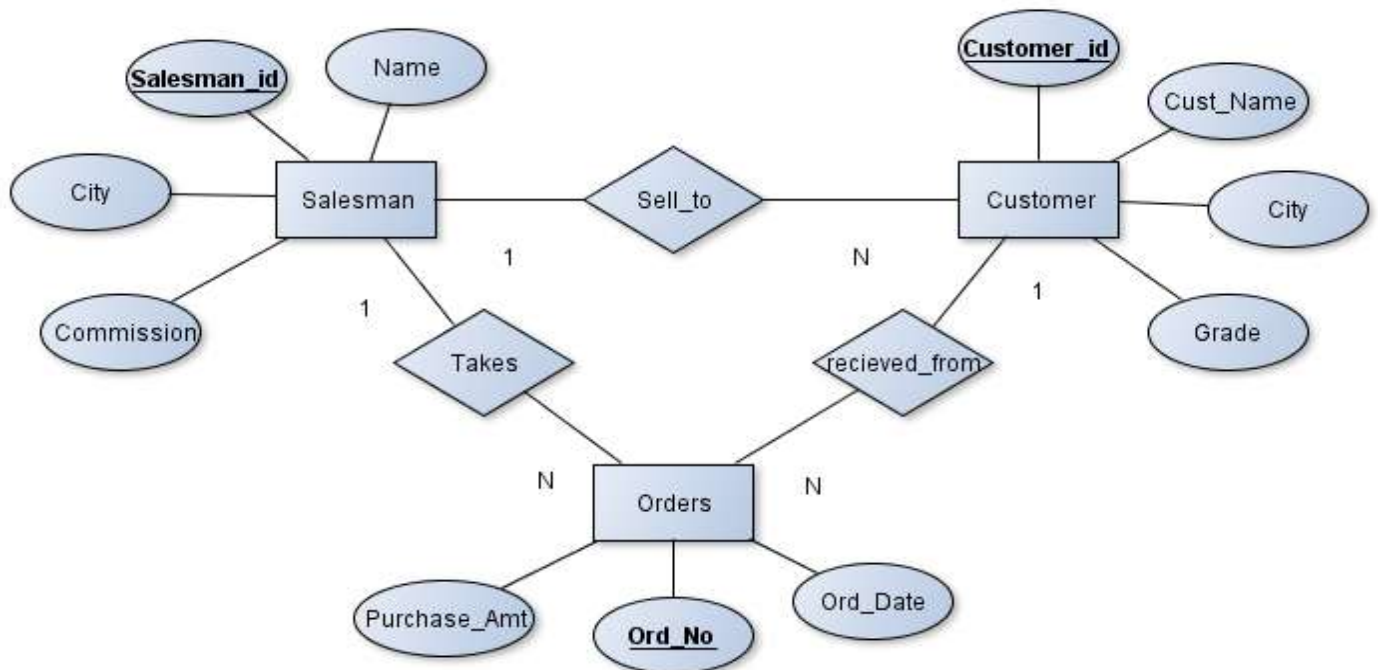 Customer_id
Salesman_id
Name
Cust_Name
City
Salesman
Sell_to
Customer
City
1
N
1
1
Commission
Takes
recieved_from
Grade
N
N
Orders
Purchase_Amt
Ord_No
Ord_Date